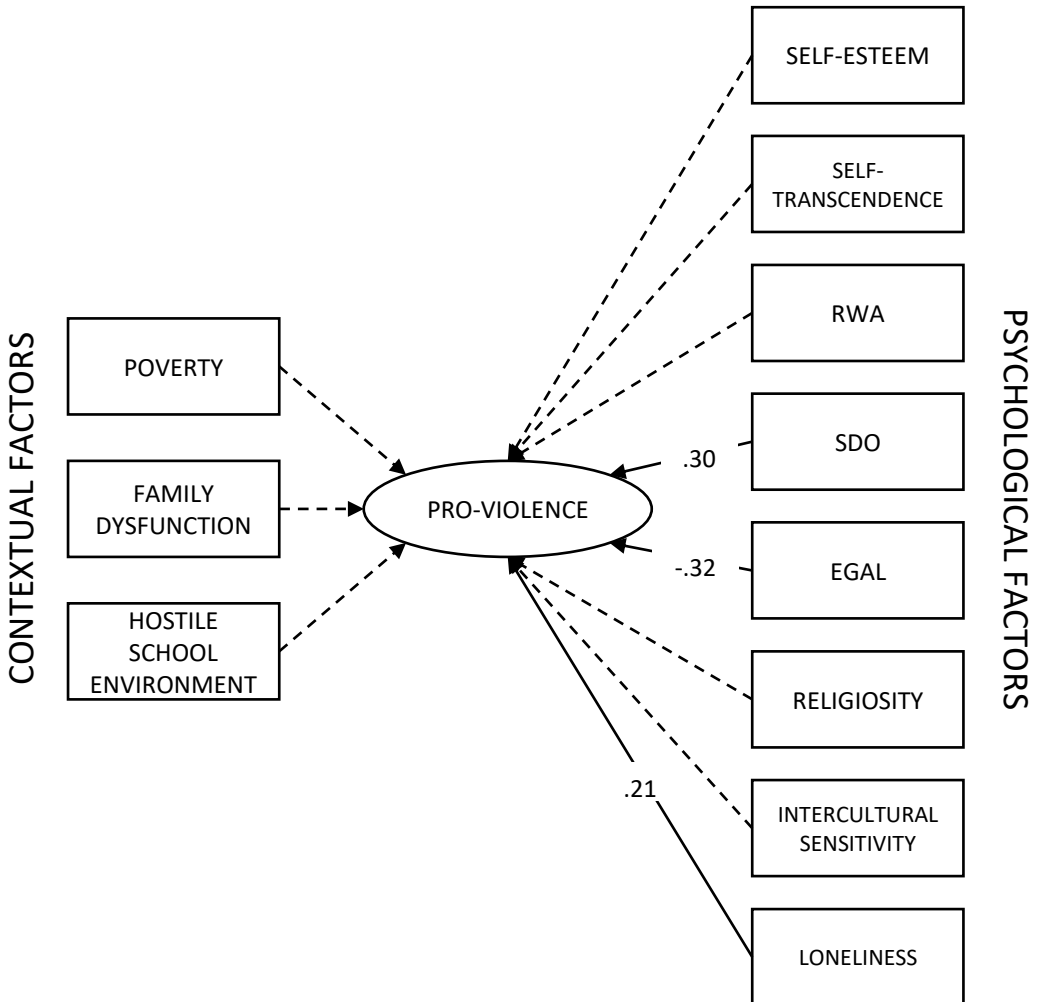 CONTEXTUAL FACTORS
POVERTY
FAMILY
DYSFUNCTION
HOSTILE
SCHOOL
ENVIRONMENT
PRO-VIOLENCE
.30
-.32
.21
SELF-ESTEEM
SELF-
TRANSCENDENCE
RWA
SDO
EGAL
RELIGIOSITY
INTERCULTURAL
SENSITIVITY
LONELINESS
PSYCHOLOGICAL FACTORS